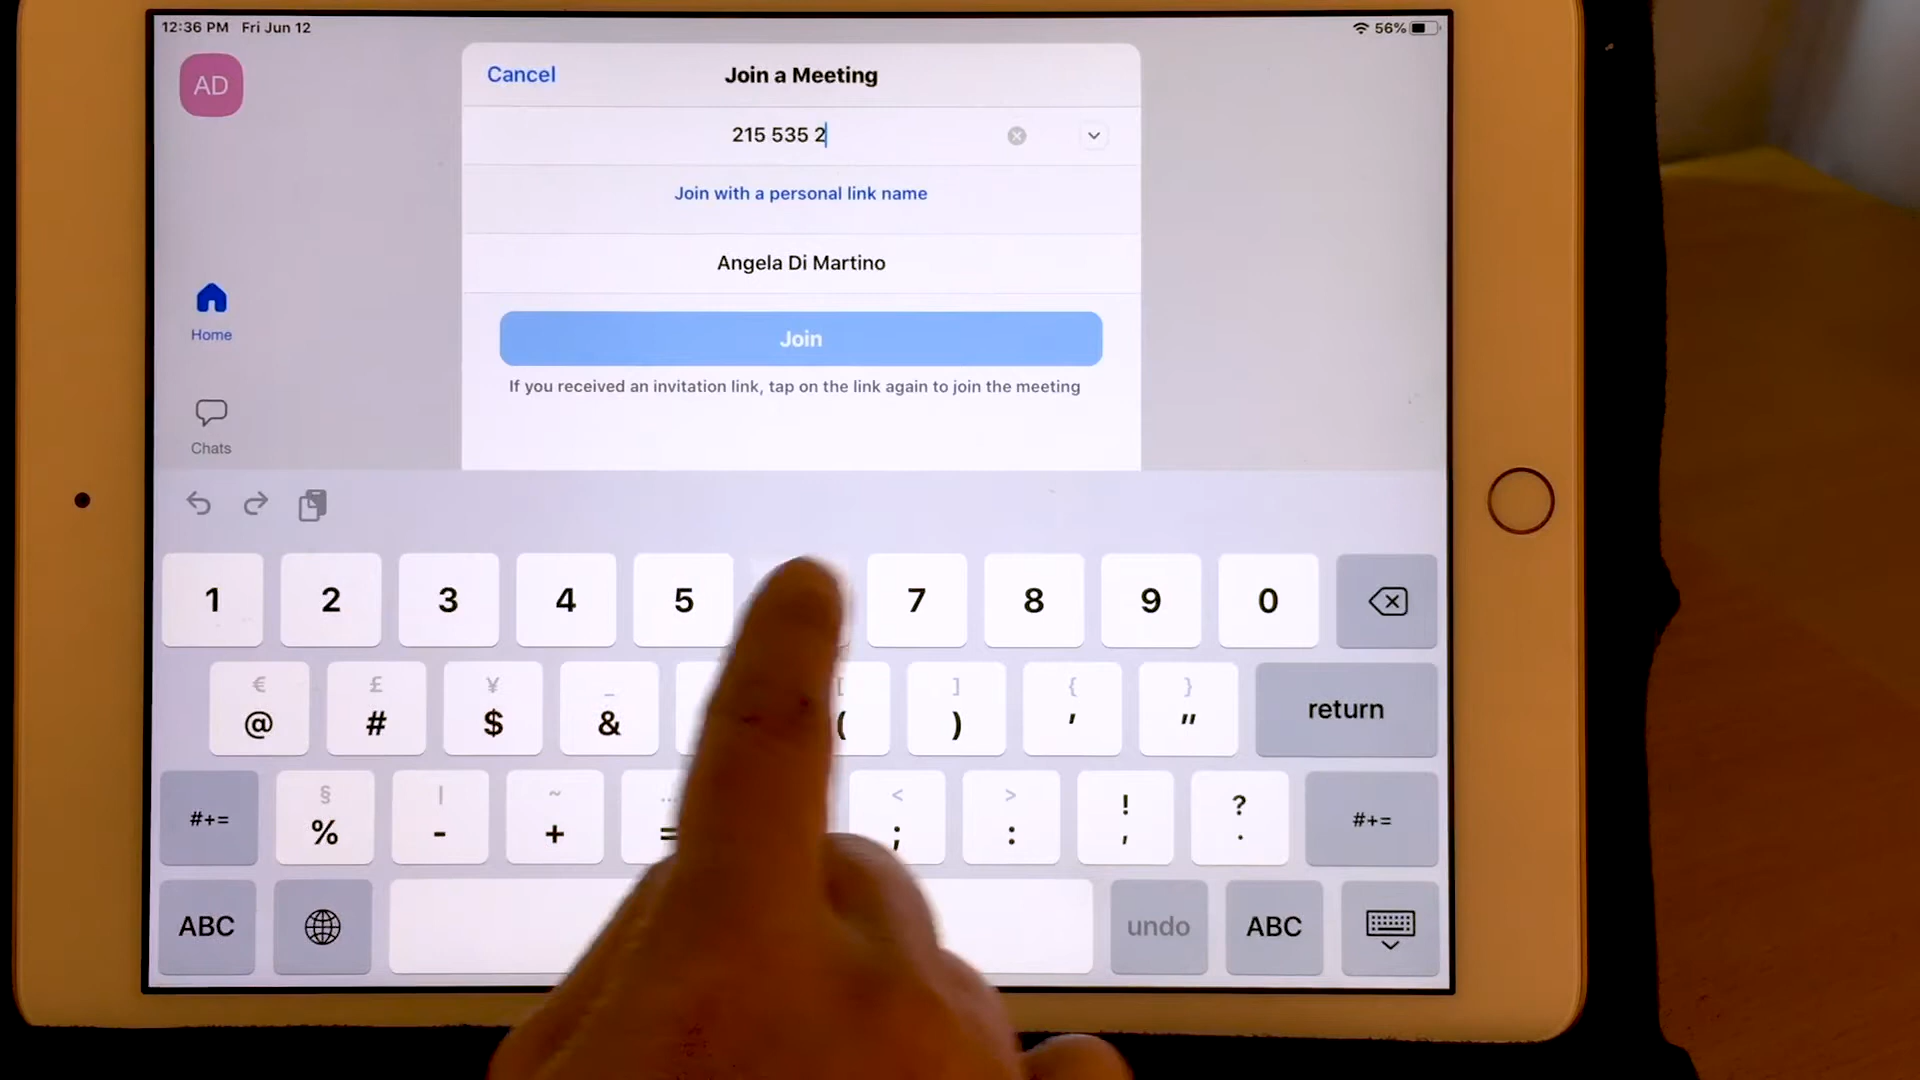 12:36 PM Fri Jun 12
56%
AD
Cancel
Join a Meeting
215 535 2
Join with a personal link name
Angela Di Martino
Join
If you received an invitation link, tap on the link again to join the meeting
Home
Chats
1 2 3 4 5 7 8 9 0
€ £ ¥ _ [ ] { }
@ # $ & ( ) ' "
return
§ | ~ … < > ! ?
#+= % - + = ; : , . #+=
ABC undo ABC